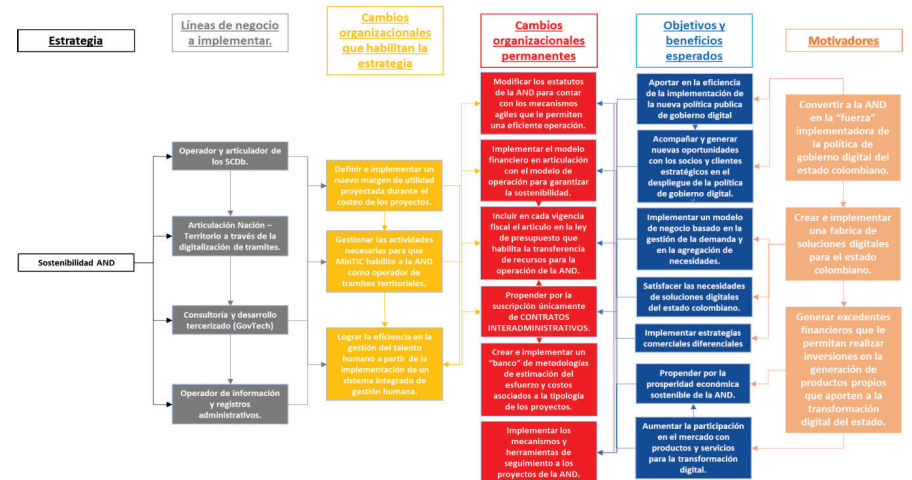 Estrategia
Líneas de negocio
a implementar.
Cambios
organizacionales
que habilitan la
estrategia
Cambios
organizacionales
permanentes
Objetivos y
beneficios
esperados
Motivadores
Sostenibilidad AND
Operador y articulador de
los SCDb.
Articulación Nación –
Territorio a través de la
digitalización de tramites.
Consultoría y desarrollo
tercerizado (GovTech)
Operador de información
y registros
administrativos.
Definir e implementar un
nuevo margen de utilidad
proyectada durante el
costeo de los proyectos.
Gestionar las actividades
necesarias para que
MinTIC habilite a la AND
como operador de
tramites territoriales.
Lograr la eficiencia en la
gestión del talento
humano a partir de la
implementación de un
sistema integrado de
gestión humana.
Modificar los estatutos
de la AND para contar
con los mecanismos
agiles que le permiten
una eficiente operación.
Implementar el modelo
financiero en articulación
con el modelo de
operación para garantizar
la sostenibilidad.
Incluir en cada vigencia
fiscal el articulo en la ley
de presupuesto que
habilita la transferencia
de recursos para la
operación de la AND.
Propender por la
suscripción únicamente
de CONTRATOS
INTERADMINISTRATIVOS.
Crear e implementar un
"banco" de metodologías
de estimación del
esfuerzo y costos
asociados a la tipología
de los proyectos.
Implementar los
mecanismos y
herramientas de
seguimiento a los
proyectos de la AND.
Aportar en la eficiencia
de la implementación de
la nueva política publica
de gobierno digital
Acompañar y generar
nuevas oportunidades
con los socios y clientes
estratégicos en el
despliegue de la política
de gobierno digital.
Implementar un modelo
de negocio basado en la
gestión de la demanda y
en la agregación de
necesidades.
Satisfacer las necesidades
de soluciones digitales
del estado colombiano.
Implementar estrategias
comerciales diferenciales
Propender por la
prosperidad económica
sostenible de la AND.
Aumentar la participación
en el mercado con
productos y servicios
para la transformación
digital.
Convertir a la AND
en la "fuerza"
implementadora de
la política de
gobierno digital del
estado colombiano.
Crear e implementar
una fabrica de
soluciones digitales
para el estado
colombiano.
Generar excedentes
financieros que le
permitan realizar
inversiones en la
generación de
productos propios
que aporten a la
transformación
digital del estado.